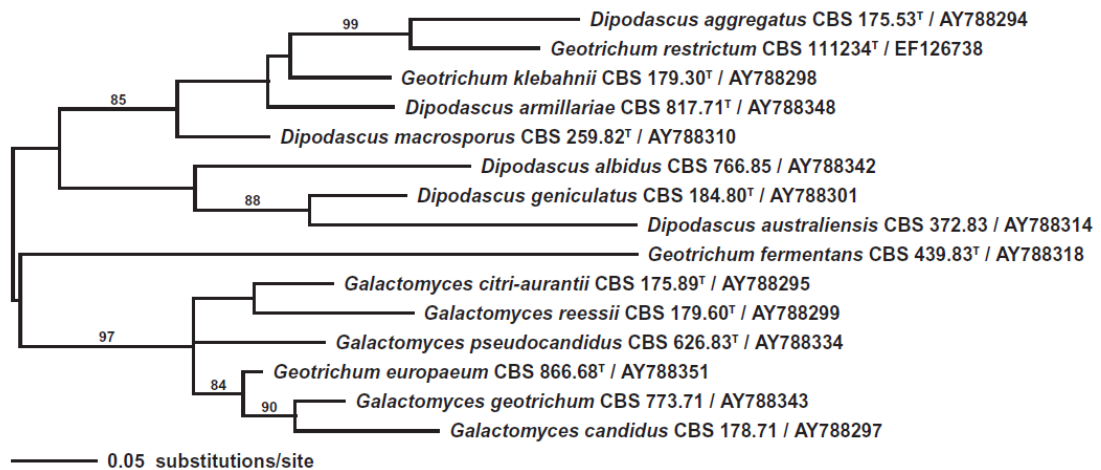 99
Dipodascus aggregatus CBS 175.53ᵀ / AY788294
Geotrichum restrictum CBS 111234ᵀ / EF126738
Geotrichum klebahnii CBS 179.30ᵀ / AY788298
85
Dipodascus armillariae CBS 817.71ᵀ / AY788348
Dipodascus macrosporus CBS 259.82ᵀ / AY788310
Dipodascus albidus CBS 766.85 / AY788342
88
Dipodascus geniculatus CBS 184.80ᵀ / AY788301
Dipodascus australiensis CBS 372.83 / AY788314
Geotrichum fermentans CBS 439.83ᵀ / AY788318
Galactomyces citri-aurantii CBS 175.89ᵀ / AY788295
Galactomyces reessii CBS 179.60ᵀ / AY788299
97
Galactomyces pseudocandidus CBS 626.83ᵀ / AY788334
Geotrichum europaeum CBS 866.68ᵀ / AY788351
84
Galactomyces geotrichum CBS 773.71 / AY788343
90
Galactomyces candidus CBS 178.71 / AY788297
0.05 substitutions/site